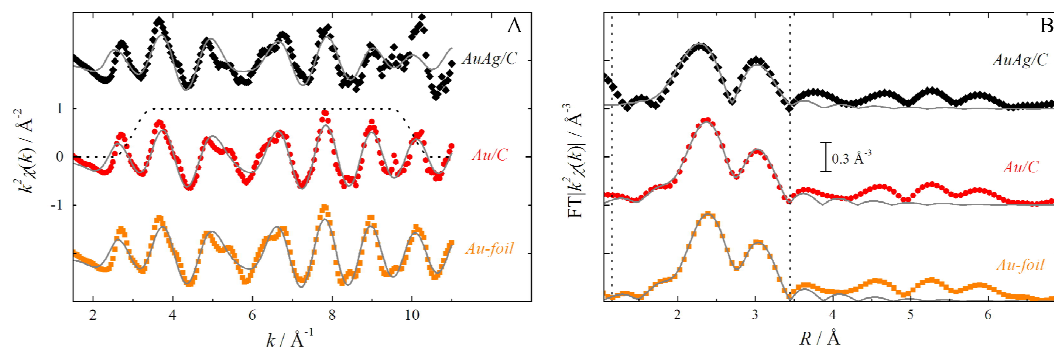 A
AuAg/C
Au/C
Au-foil
k²χ(k) / Å⁻²
1
0
-1
2 4 6 8 10
k / Å⁻¹
B
AuAg/C
Au/C
0.3 Å⁻³
Au-foil
FT|k²χ(k)| / Å⁻³
2 3 4 5 6
R / Å